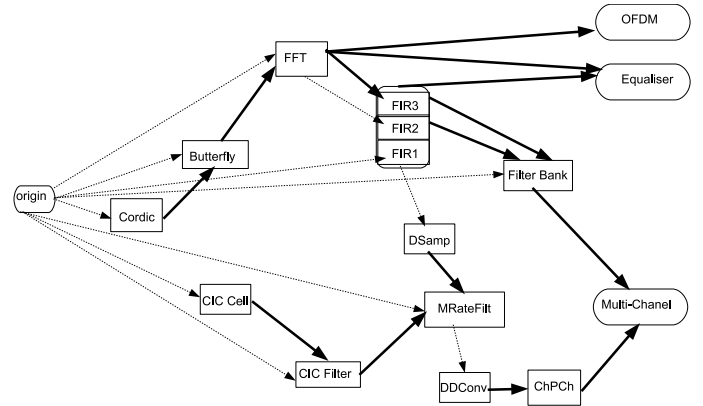 OFDM
FFT
Equaliser
FIR3
FIR2
Butterfly
FIR1
Filter Bank
origin
Cordic
DSamp
CIC Cell
MRateFilt
Multi-Chanel
CIC Filter
DDConv
ChPCh